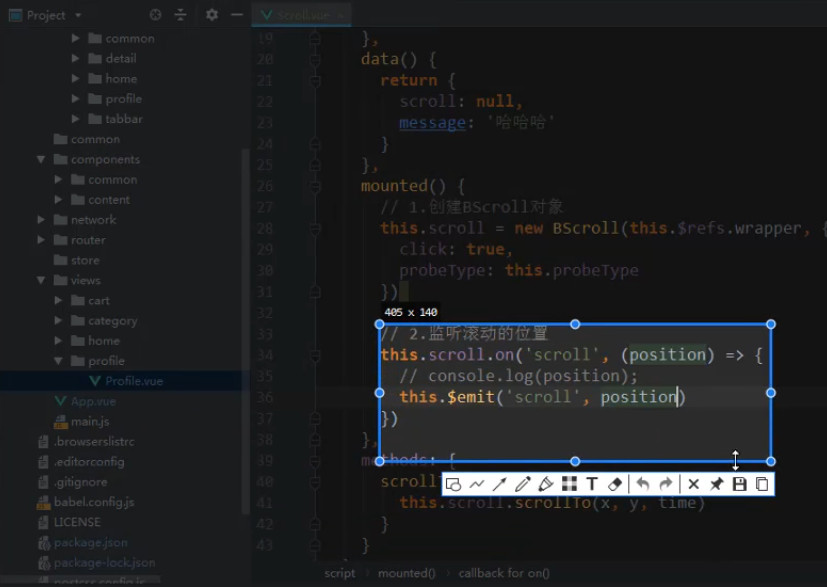 Project
common
detail
home
profile
tabbar
common
components
common
content
network
router
store
views
cart
category
home
profile
Profile.vue
App.vue
main.js
.browserslistrc
.editorconfig
.gitignore
babel.config.js
LICENSE
package.json
package-lock.json
postcss.config.js
Scroll.vue
19 },
20 data() {
21 return {
22 scroll: null,
23 message: '哈哈哈'
24 }
25 },
26 mounted() {
27 // 1.创建BScroll对象
28 this.scroll = new BScroll(this.$refs.wrapper, {
29 click: true,
30 probeType: this.probeType
31 })
32
405 x 140
33 // 2.监听滚动的位置
34 this.scroll.on('scroll', (position) => {
35 // console.log(position);
36 this.$emit('scroll', position)
37 })
38 },
39 methods: {
40 scroll
41 this.scroll.scrollTo(x, y, time)
42 }
43 }
script mounted() callback for on()